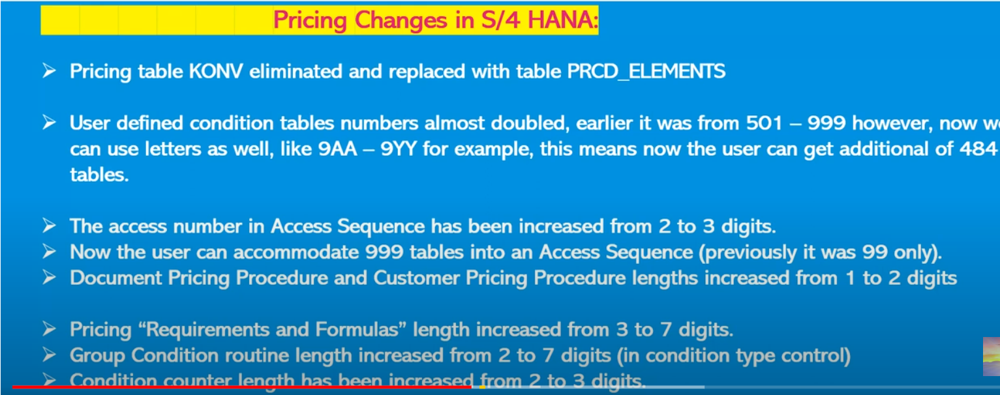 Pricing Changes in S/4 HANA:
➢ Pricing table KONV eliminated and replaced with table PRCD_ELEMENTS
➢ User defined condition tables numbers almost doubled, earlier it was from 501 – 999 however, now we
can use letters as well, like 9AA – 9YY for example, this means now the user can get additional of 484
tables.
➢ The access number in Access Sequence has been increased from 2 to 3 digits.
➢ Now the user can accommodate 999 tables into an Access Sequence (previously it was 99 only).
➢ Document Pricing Procedure and Customer Pricing Procedure lengths increased from 1 to 2 digits
➢ Pricing “Requirements and Formulas” length increased from 3 to 7 digits.
➢ Group Condition routine length increased from 2 to 7 digits (in condition type control)
➢ Condition counter length has been increased from 2 to 3 digits.